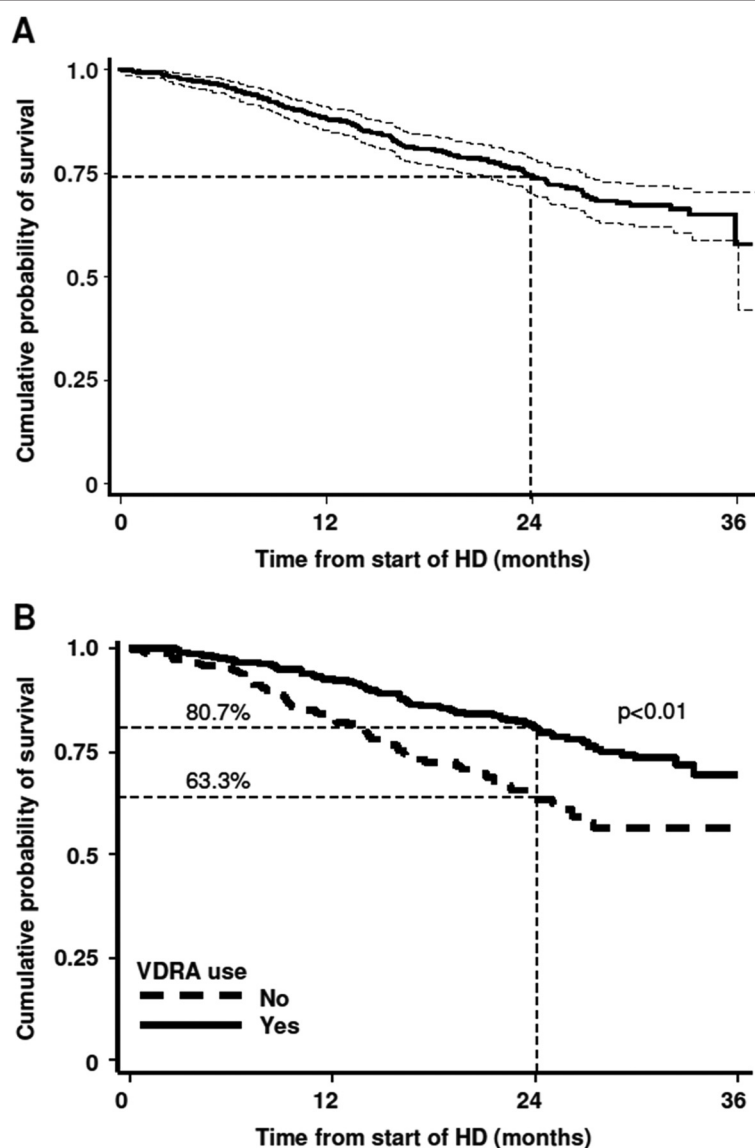 A
Cumulative probability of survival
1.0
0.75
0.5
0.25
0
0 12 24 36
Time from start of HD (months)
B
Cumulative probability of survival
1.0
0.75
0.5
0.25
0
80.7%
63.3%
p<0.01
VDRA use
No
Yes
0 12 24 36
Time from start of HD (months)